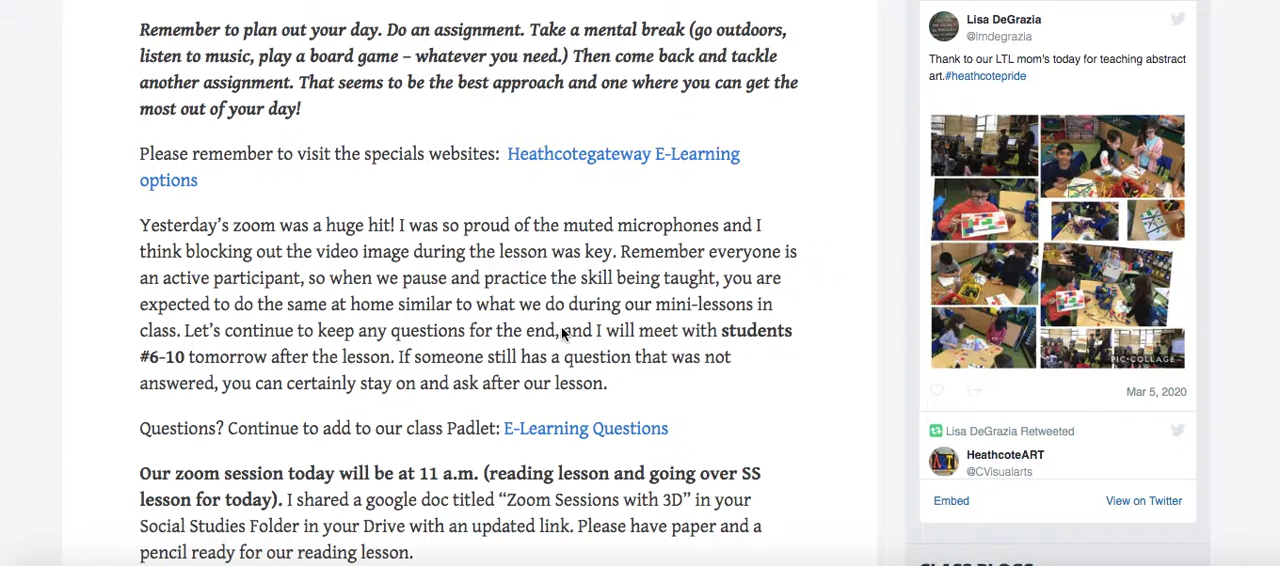 Remember to plan out your day. Do an assignment. Take a mental break (go outdoors,
listen to music, play a board game – whatever you need.) Then come back and tackle
another assignment. That seems to be the best approach and one where you can get the
most out of your day!
Please remember to visit the specials websites: Heathcotegateway E-Learning
options
Yesterday’s zoom was a huge hit! I was so proud of the muted microphones and I
think blocking out the video image during the lesson was key. Remember everyone is
an active participant, so when we pause and practice the skill being taught, you are
expected to do the same at home similar to what we do during our mini-lessons in
class. Let’s continue to keep any questions for the end, and I will meet with students
#6-10 tomorrow after the lesson. If someone still has a question that was not
answered, you can certainly stay on and ask after our lesson.
Questions? Continue to add to our class Padlet: E-Learning Questions
Our zoom session today will be at 11 a.m. (reading lesson and going over SS
lesson for today). I shared a google doc titled “Zoom Sessions with 3D” in your
Social Studies Folder in your Drive with an updated link. Please have paper and a
pencil ready for our reading lesson.
Lisa DeGrazia
@lmdegrazia
Thank to our LTL mom's today for teaching abstract
art.#heathcotepride
PIC•COLLAGE
Mar 5, 2020
Lisa DeGrazia Retweeted
HeathcoteART
@CVisualarts
Embed
View on Twitter
CLASS BLOGS